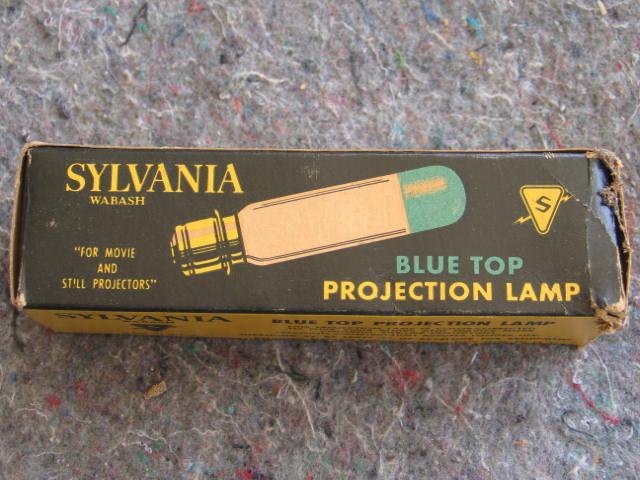 SYLVANIA
WABASH
"FOR MOVIE
AND
STILL PROJECTORS"
S
BLUE TOP
PROJECTION LAMP
SYLVANIA
BLUE TOP PROJECTION LAMP